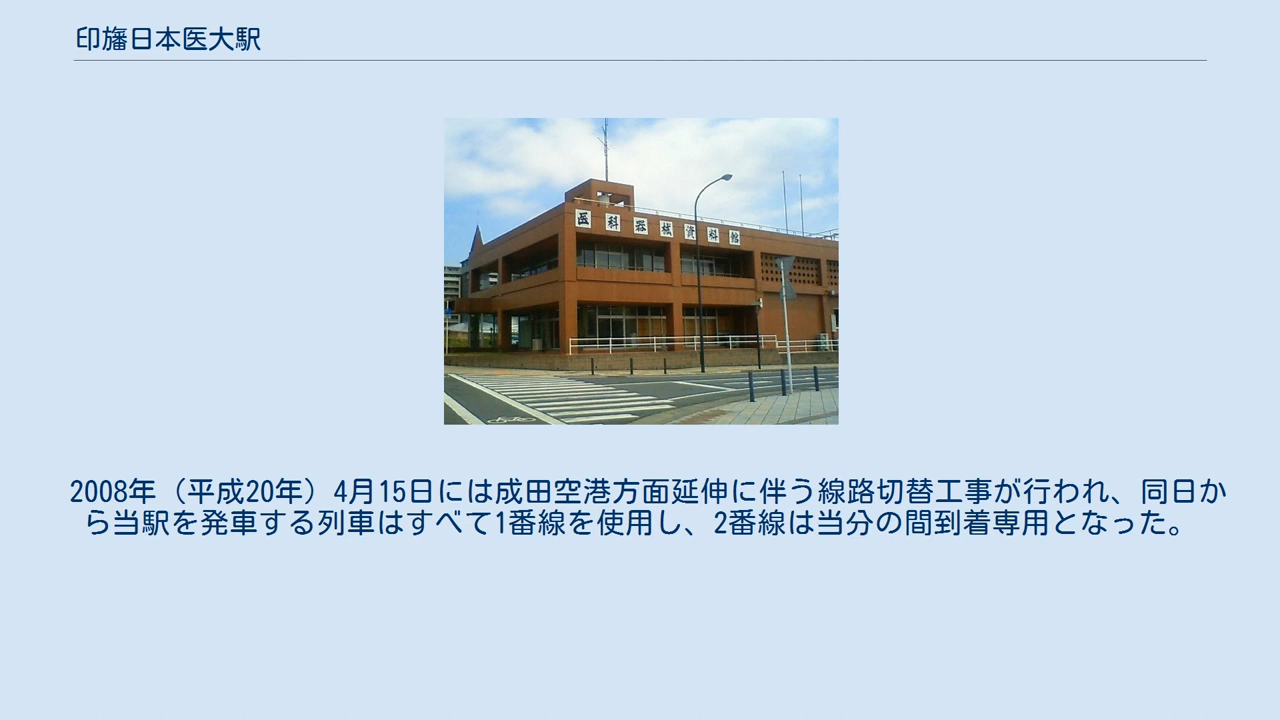 印旛日本医大駅
医科器械資料館
2008年（平成20年）4月15日には成田空港方面延伸に伴う線路切替工事が行われ、同日か
ら当駅を発車する列車はすべて1番線を使用し、2番線は当分の間到着専用となった。